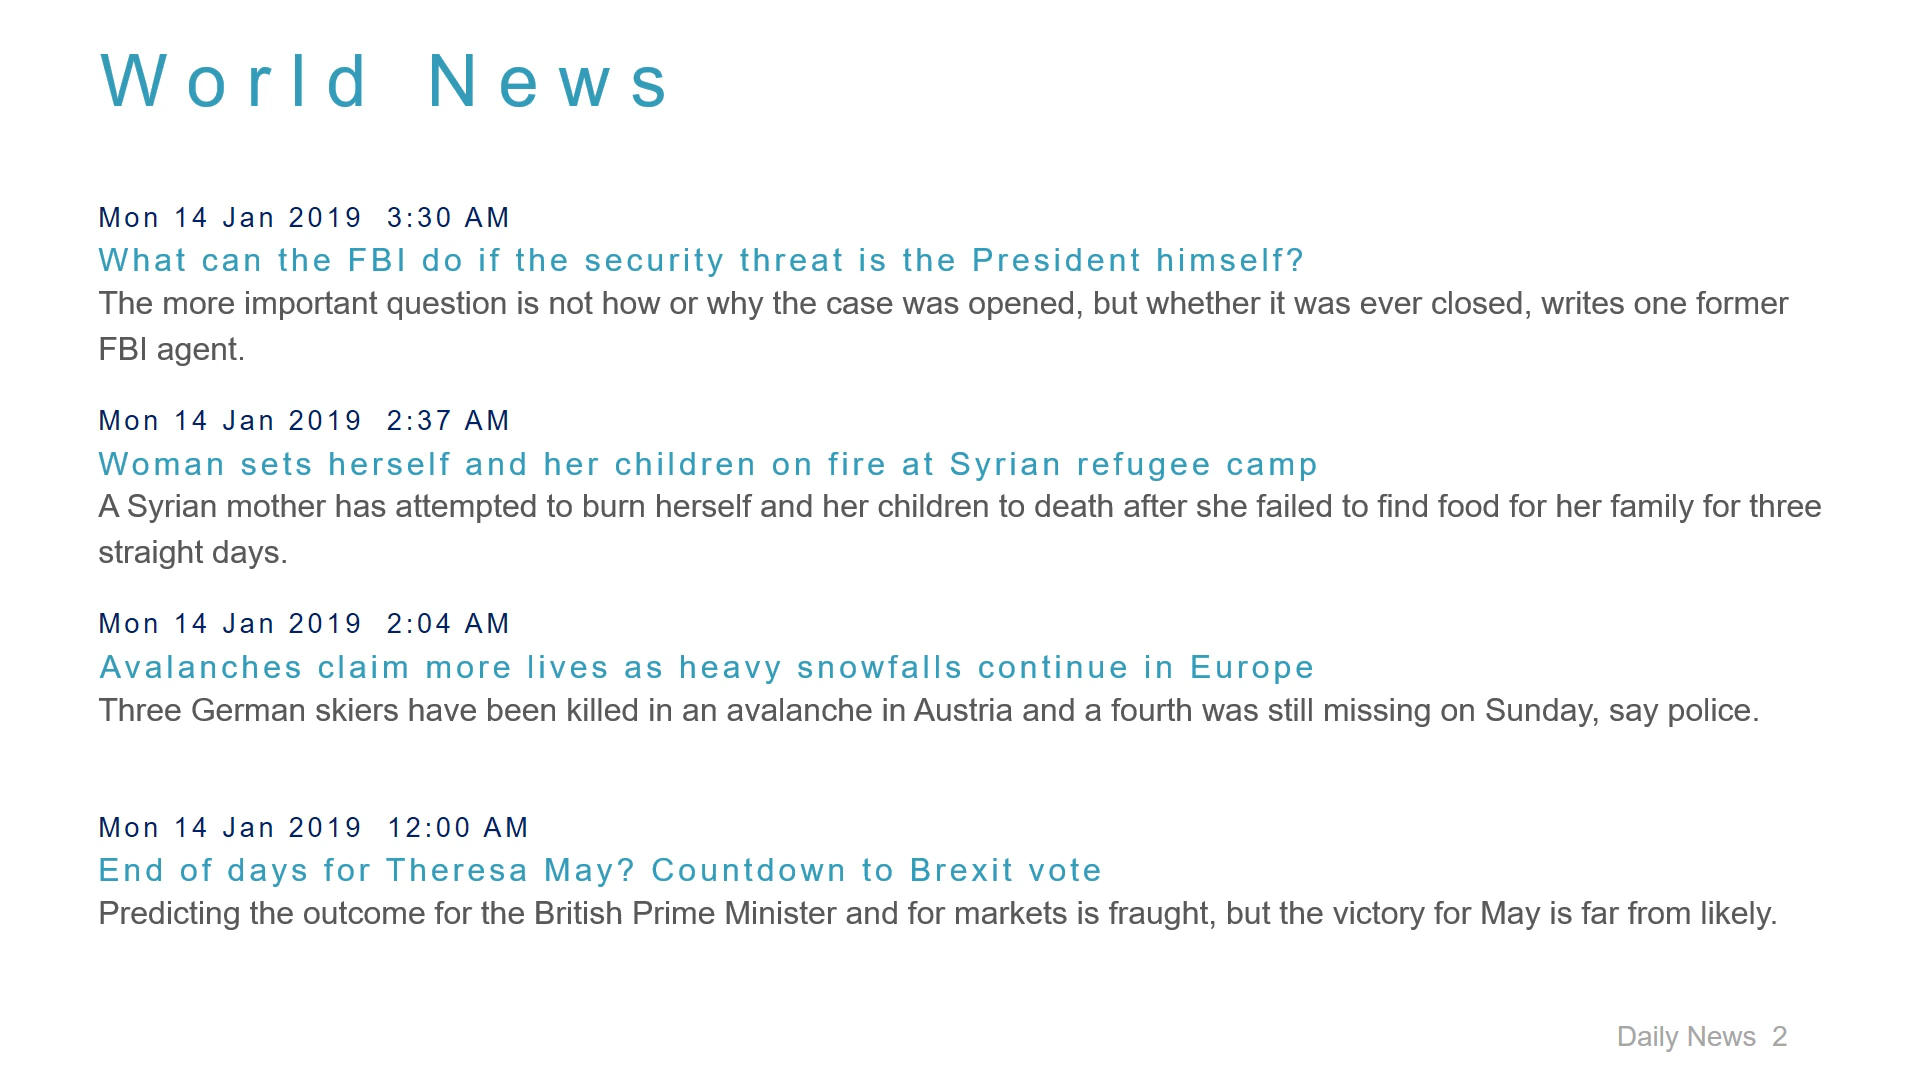 World News
Mon 14 Jan 2019  3:30 AM
What can the FBI do if the security threat is the President himself?
The more important question is not how or why the case was opened, but whether it was ever closed, writes one former
FBI agent.
Mon 14 Jan 2019  2:37 AM
Woman sets herself and her children on fire at Syrian refugee camp
A Syrian mother has attempted to burn herself and her children to death after she failed to find food for her family for three
straight days.
Mon 14 Jan 2019  2:04 AM
Avalanches claim more lives as heavy snowfalls continue in Europe
Three German skiers have been killed in an avalanche in Austria and a fourth was still missing on Sunday, say police.
Mon 14 Jan 2019  12:00 AM
End of days for Theresa May? Countdown to Brexit vote
Predicting the outcome for the British Prime Minister and for markets is fraught, but the victory for May is far from likely.
Daily News  2